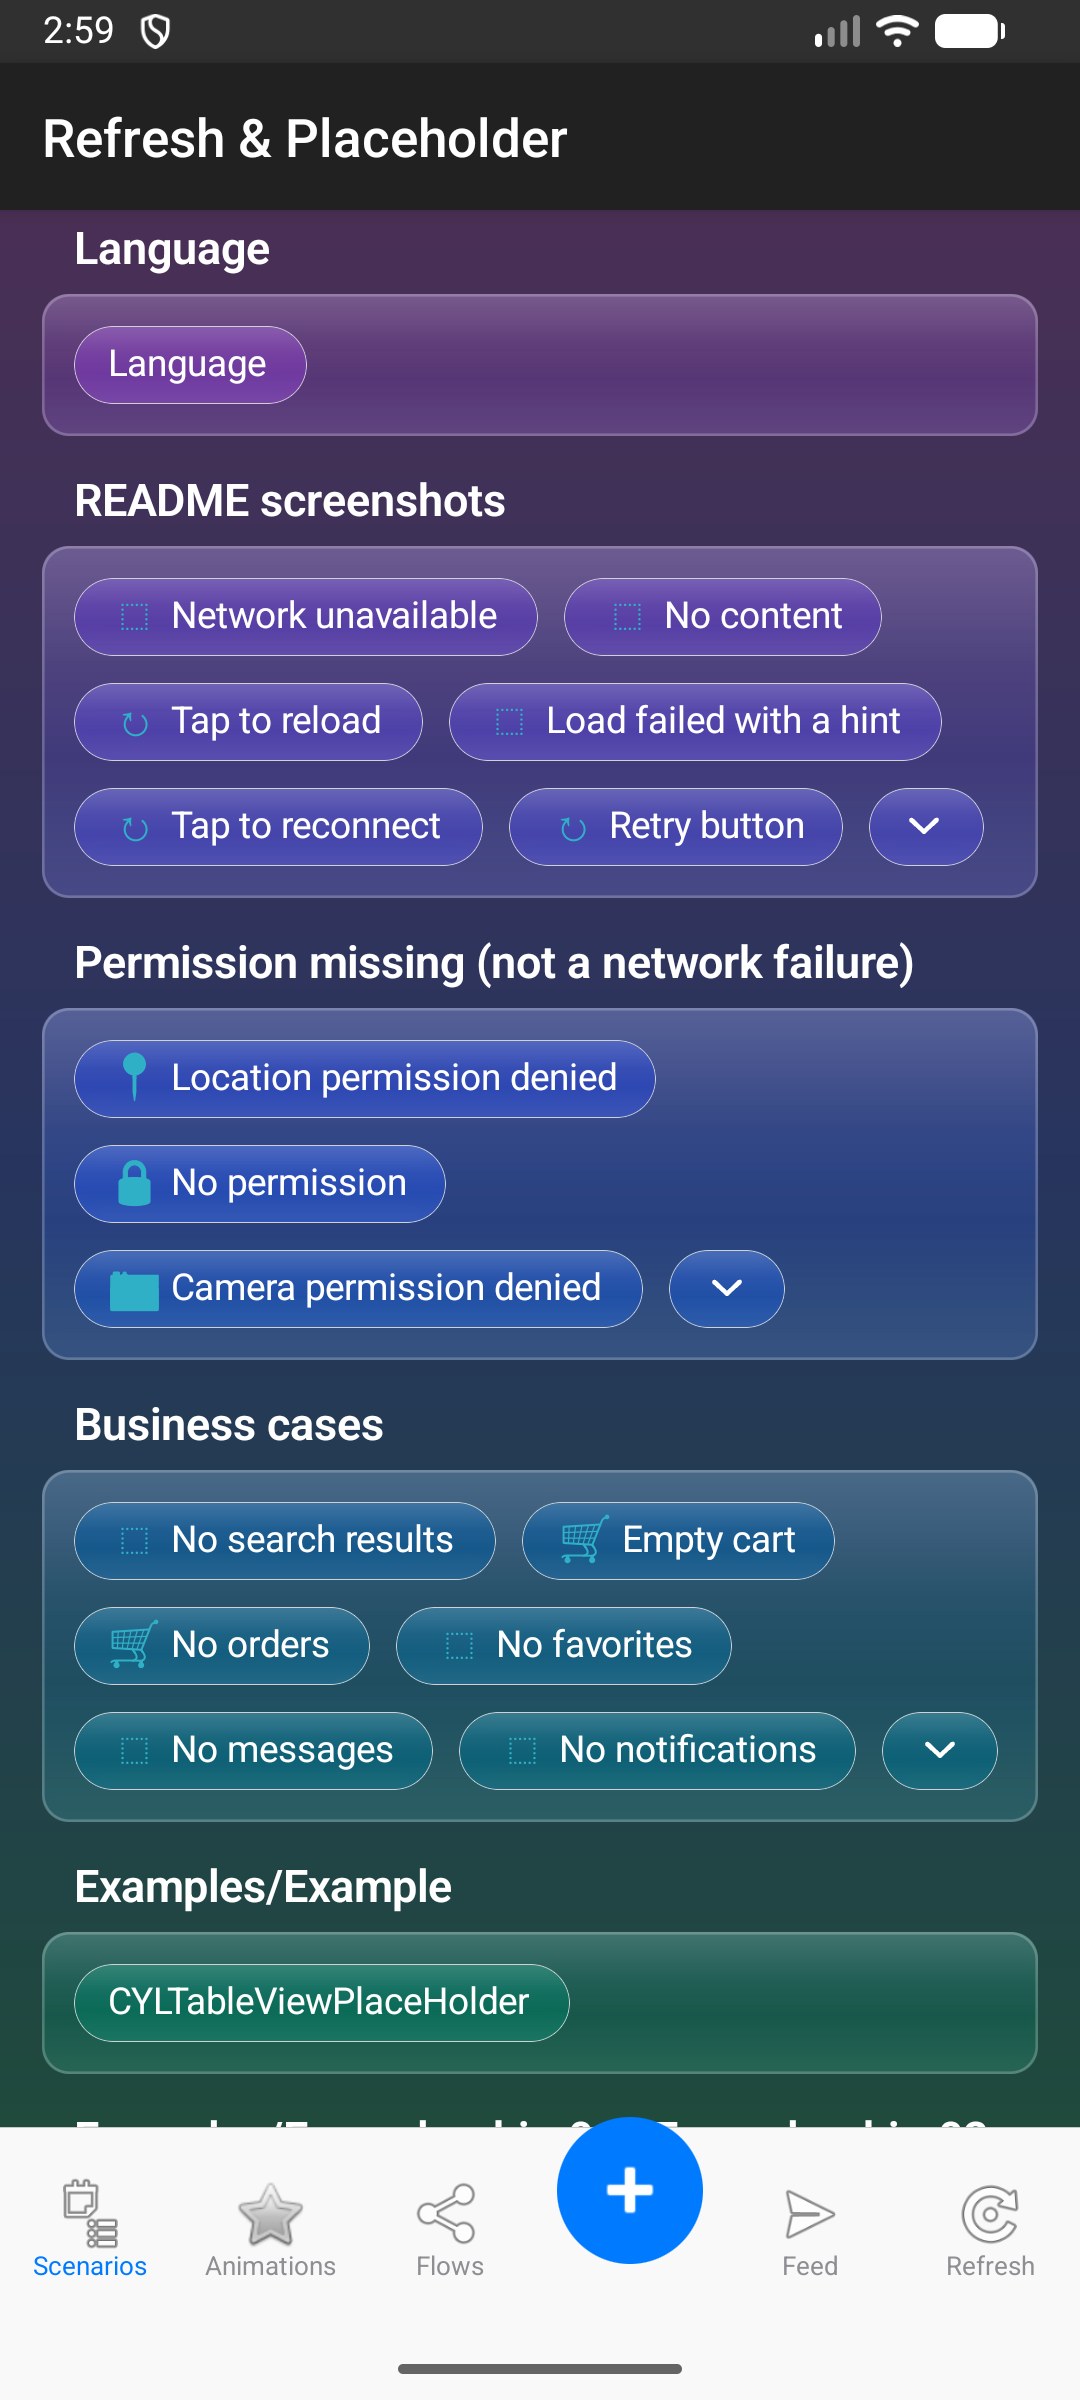 2:59
Refresh & Placeholder
Language
Language
README screenshots
Network unavailable
No content
Tap to reload
Load failed with a hint
Tap to reconnect
Retry button
Permission missing (not a network failure)
Location permission denied
No permission
Camera permission denied
Business cases
No search results
Empty cart
No orders
No favorites
No messages
No notifications
Examples/Example
CYLTableViewPlaceHolder
Scenarios
Animations
Flows
Feed
Refresh